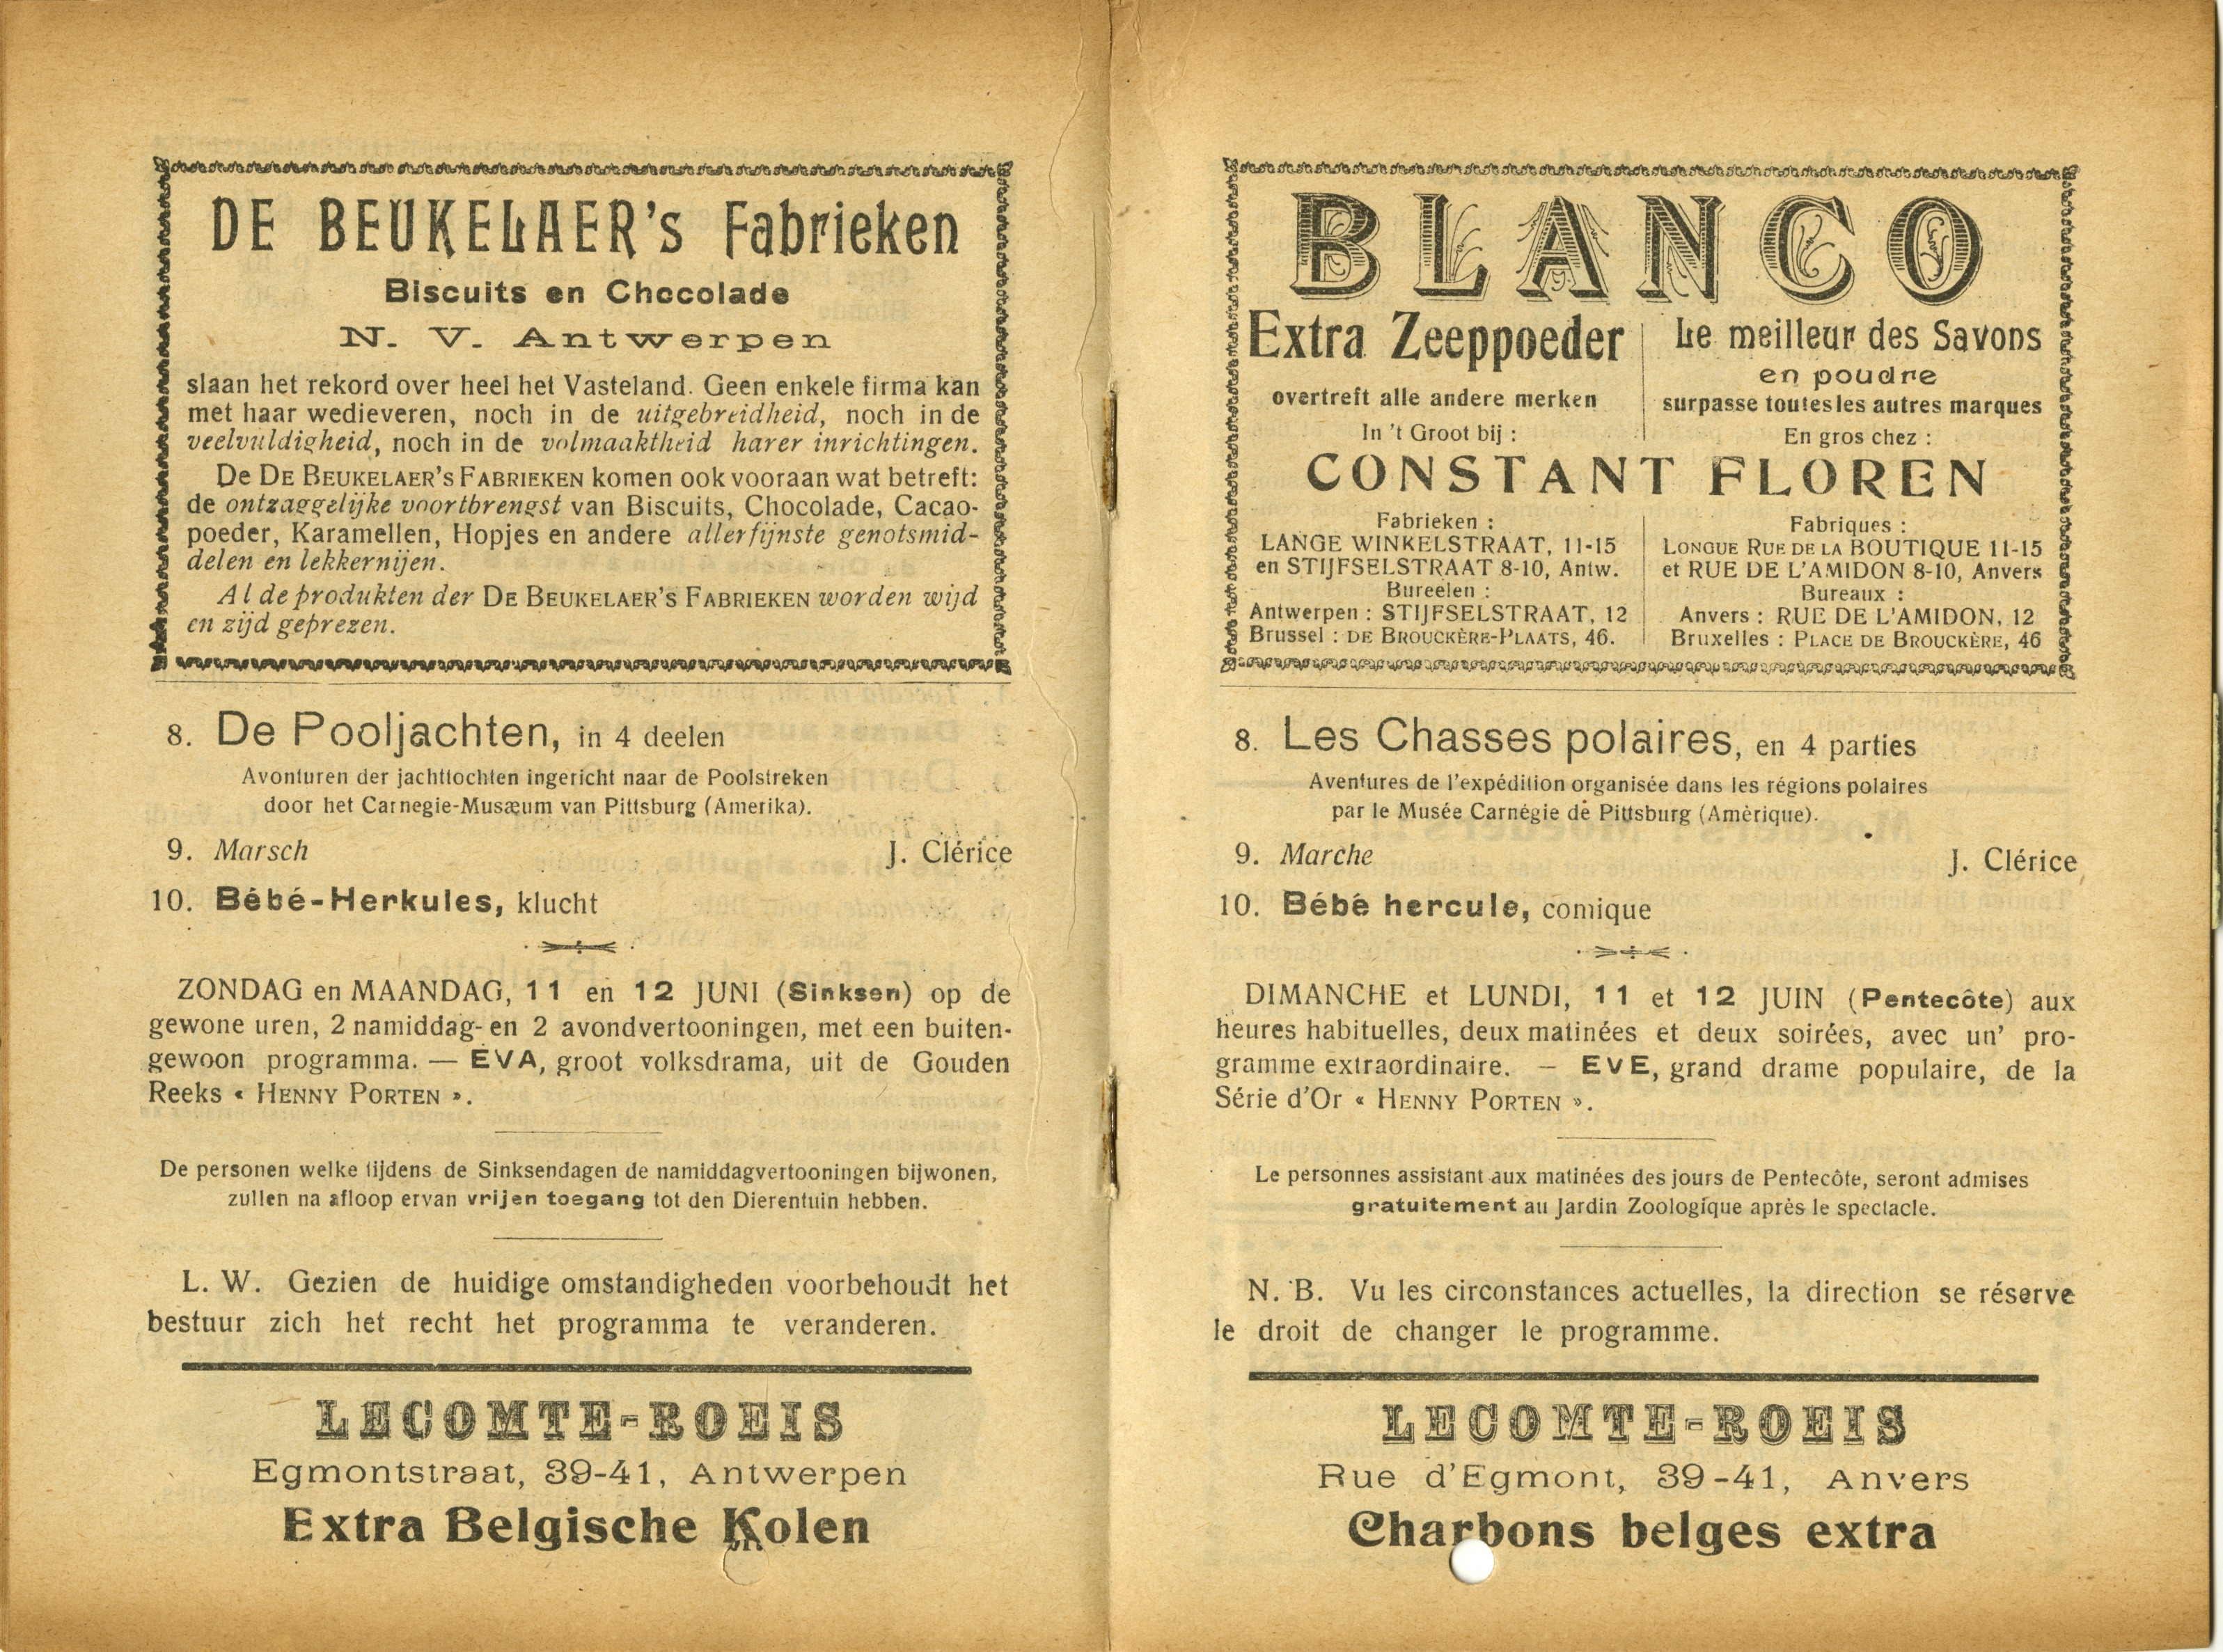 DE BEUKELAER's Fabrieken
Biscuits en Chocolade
N. V. Antwerpen
slaan het rekord over heel het Vasteland. Geen enkele firma kan
met haar wedieveren, noch in de uitgebreidheid, noch in de
veelvuldigheid, noch in de volmaaktheid harer inrichtingen.
De DE BEUKELAER'S FABRIEKEN komen ook vooraan wat betreft:
de ontzaggelijke voortbrengst van Biscuits, Chocolade, Cacao-
poeder, Karamellen, Hopjes en andere allerfijnste genotsmid-
delen en lekkernijen.
Al de produkten der DE BEUKELAER'S FABRIEKEN worden wijd
en zijd geprezen.
8. De Pooljachten, in 4 deelen
Avonturen der jachttochten ingericht naar de Poolstreken
door het Carnegie-Musæum van Pittsburg (Amerika).
9. Marsch J. Clérice
10. Bébé-Herkules, klucht
ZONDAG en MAANDAG, 11 en 12 JUNI (Sinksen) op de
gewone uren, 2 namiddag- en 2 avondvertooningen, met een buiten-
gewoon programma. — EVA, groot volksdrama, uit de Gouden
Reeks « HENNY PORTEN ».
De personen welke tijdens de Sinksendagen de namiddagvertooningen bijwonen,
zullen na afloop ervan vrijen toegang tot den Dierentuin hebben.
L. W. Gezien de huidige omstandigheden voorbehoudt het
bestuur zich het recht het programma te veranderen.
LECOMTE-ROEIS
Egmontstraat, 39-41, Antwerpen
Extra Belgische Kolen
BLANCO
Extra Zeeppoeder
overtreft alle andere merken
In 't Groot bij :
Le meilleur des Savons
en poudre
surpasse toutes les autres marques
En gros chez :
CONSTANT FLOREN
Fabrieken :
LANGE WINKELSTRAAT, 11-15
en STIJFSELSTRAAT 8-10, Antw.
Bureelen :
Antwerpen : STIJFSELSTRAAT, 12
Brussel : DE BROUCKÈRE-PLAATS, 46.
Fabriques :
LONGUE RUE DE LA BOUTIQUE 11-15
et RUE DE L'AMIDON 8-10, Anvers
Bureaux :
Anvers : RUE DE L'AMIDON, 12
Bruxelles : PLACE DE BROUCKÈRE, 46
8. Les Chasses polaires, en 4 parties
Aventures de l'expédition organisée dans les régions polaires
par le Musée Carnégie de Pittsburg (Amèrique).
9. Marche J. Clérice
10. Bébé hercule, comique
DIMANCHE et LUNDI, 11 et 12 JUIN (Pentecôte) aux
heures habituelles, deux matinées et deux soirées, avec un' pro-
gramme extraordinaire. — EVE, grand drame populaire, de la
Série d'Or « HENNY PORTEN ».
Le personnes assistant aux matinées des jours de Pentecôte, seront admises
gratuitement au Jardin Zoologique après le spectacle.
N. B. Vu les circonstances actuelles, la direction se réserve
le droit de changer le programme.
LECOMTE-ROEIS
Rue d'Egmont, 39-41, Anvers
Charbons belges extra